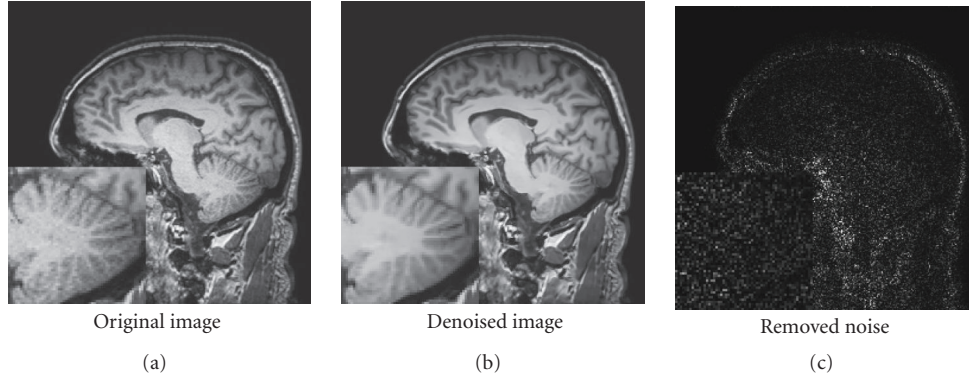 Original image
Denoised image
Removed noise
(a)
(b)
(c)